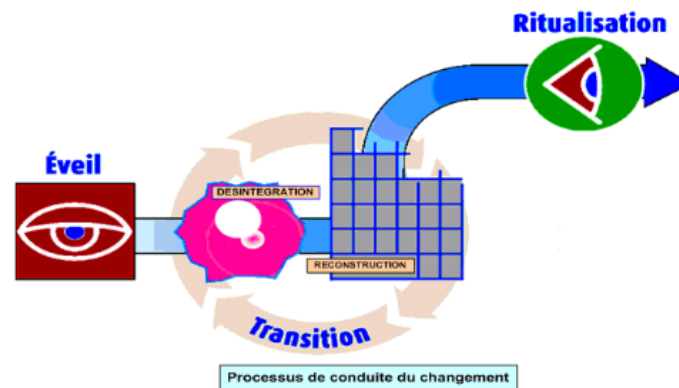 Ritualisation
Éveil
DESINTEGRATION
RECONSTRUCTION
Transition
Processus de conduite du changement